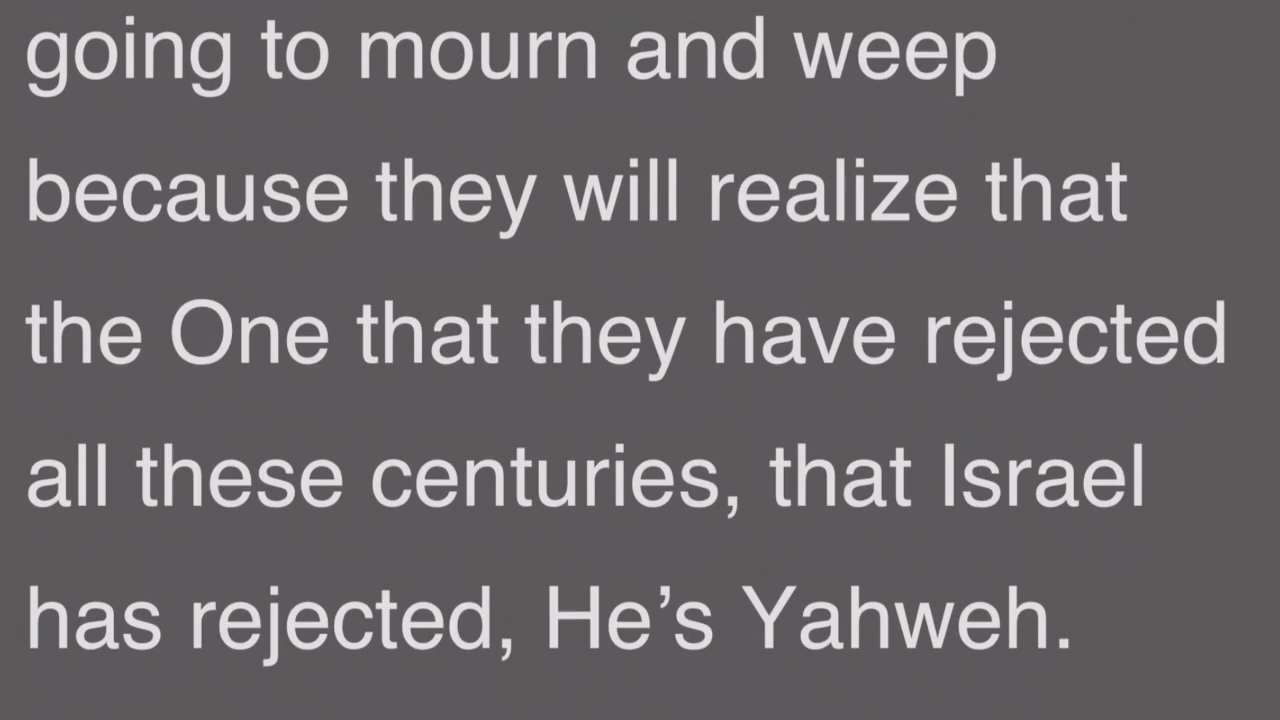 going to mourn and weep
because they will realize that
the One that they have rejected
all these centuries, that Israel
has rejected, He’s Yahweh.